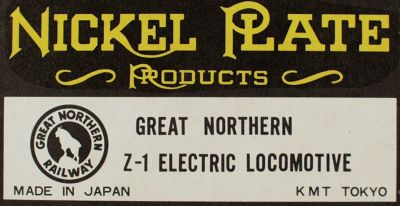 NICKEL PLATE
PRODUCTS
GREAT NORTHERN
RAILWAY
GREAT NORTHERN
Z-1 ELECTRIC LOCOMOTIVE
MADE IN JAPAN
KMT TOKYO